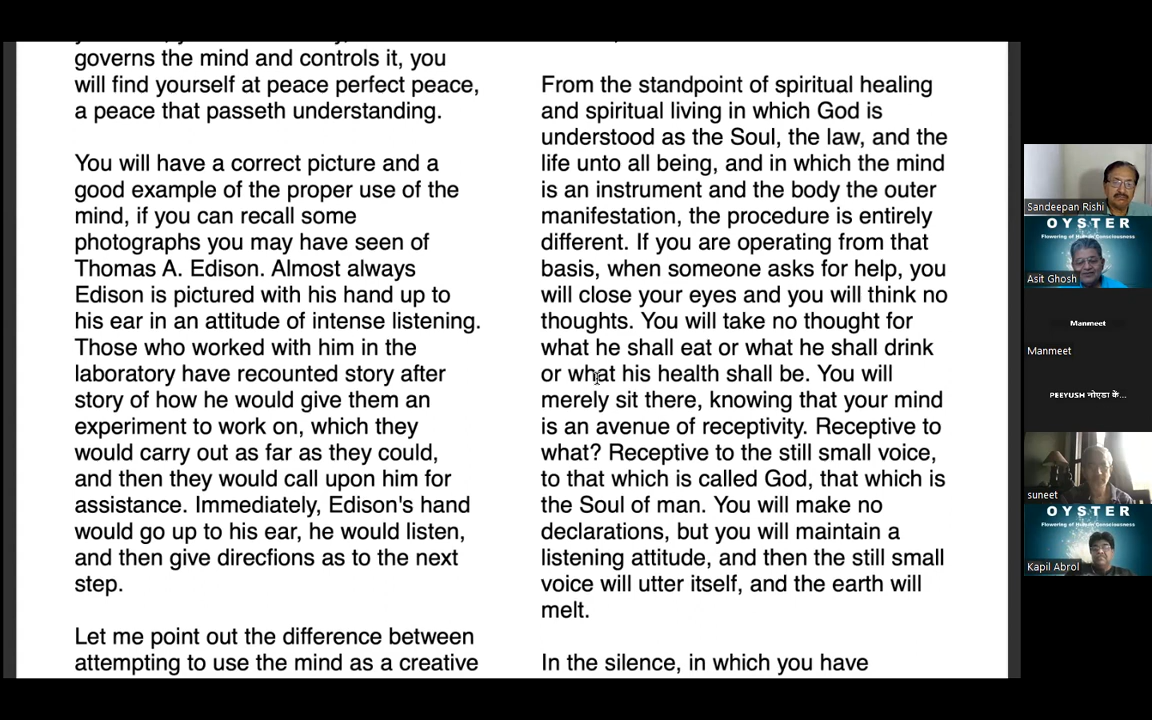 governs the mind and controls it, you
will find yourself at peace perfect peace,
a peace that passeth understanding.
You will have a correct picture and a
good example of the proper use of the
mind, if you can recall some
photographs you may have seen of
Thomas A. Edison. Almost always
Edison is pictured with his hand up to
his ear in an attitude of intense listening.
Those who worked with him in the
laboratory have recounted story after
story of how he would give them an
experiment to work on, which they
would carry out as far as they could,
and then they would call upon him for
assistance. Immediately, Edison's hand
would go up to his ear, he would listen,
and then give direcfions as to the next
step.
Let me point out the difference between
attempting to use the mind as a creative
From the standpoint of spiritual healing
and spiritual living in which God is
understood as the Soul, the law, and the
life unto all being, and in which the mind
is an instrument and the body the outer
manifestation, the procedure is entirely
different. If you are operating from that
basis, when someone asks for help, you
will close your eyes and you will think no
thoughts. You will take no thought for
what he shall eat or what he shall drink
or what his health shall be. You will
merely sit there, knowing that your mind
is an avenue of receptivity. Receptive to
what? Receptive to the still small voice,
to that which is called God, that which is
the Soul of man. You will make no
declarations, but you will maintain a
listening attitude, and then the still small
voice will utter itself, and the earth will
melt.
In the silence, in which you have
Sandeepan Rishi
OYSTER
Flowering of Human Consciousness
Asit Ghosh
Manmeet
Manmeet
PEEYUSH नोएडा कें...
suneet
OYSTER
Flowering of Human Consciousness
Kapil Abrol